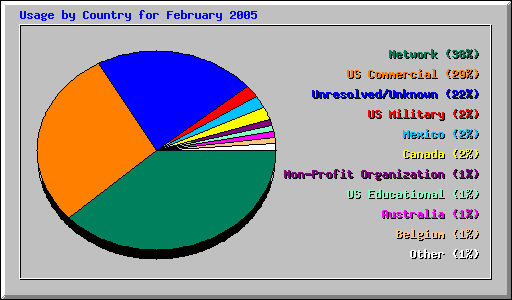 Usage by Country for February 2005
Network (38%)
US Commercial (29%)
Unresolved/Unknown (22%)
US Military (2%)
Mexico (2%)
Canada (2%)
Non-Profit Organization (1%)
US Educational (1%)
Australia (1%)
Belgium (1%)
Other (1%)